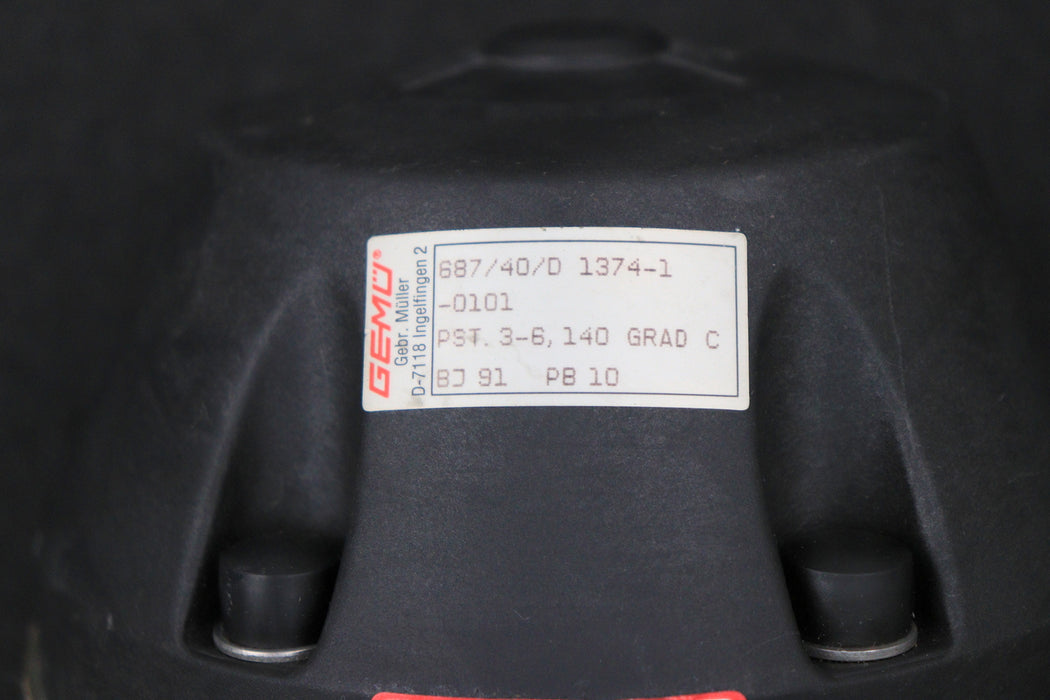 GEMÜ®
Gebr. Müller
D-7118 Ingelfingen 2
687/40/D 1374-1
-0101
PST. 3-6, 140 GRAD C
BJ 91 PB 10